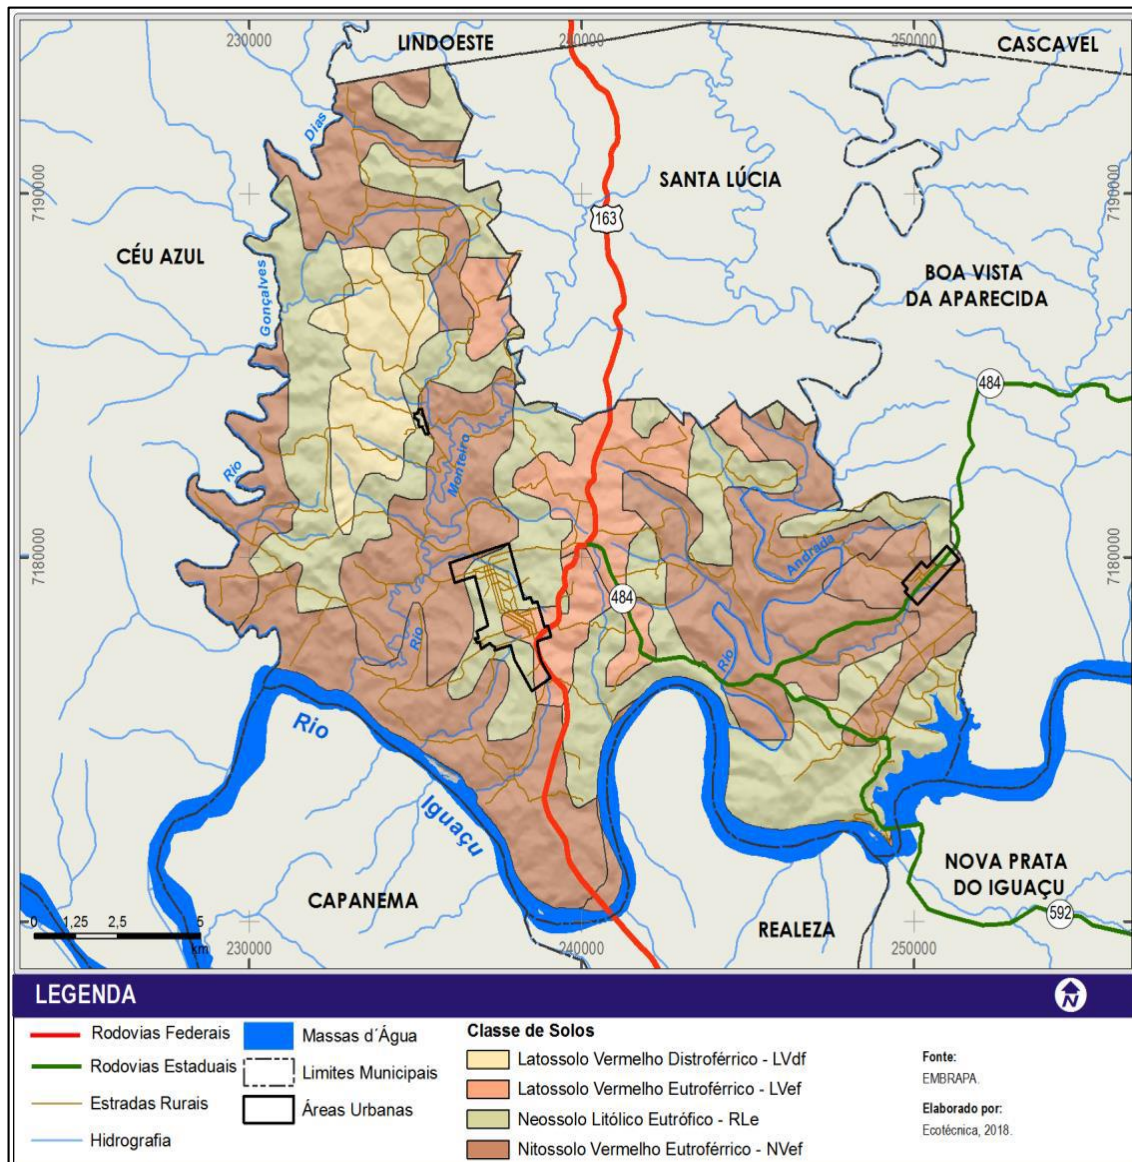 230000
240000
250000
LINDOESTE
CASCAVEL
Dias
7190000
7190000
SANTA LÚCIA
163
CÉU AZUL
Gonçalves
BOA VISTA
DA APARECIDA
484
Monteiro
Rio
7180000
7180000
Andrada
484
Rio
Rio
Rio
Iguaçu
CAPANEMA
NOVA PRATA
DO IGUAÇU
592
REALEZA
0 1,25 2,5 5
km
230000
240000
250000
LEGENDA
N
Rodovias Federais
Rodovias Estaduais
Estradas Rurais
Hidrografia
Massas d´Água
Limites Municipais
Áreas Urbanas
Classe de Solos
Latossolo Vermelho Distroférrico - LVdf
Latossolo Vermelho Eutroférrico - LVef
Neossolo Litólico Eutrófico - RLe
Nitossolo Vermelho Eutroférrico - NVef
Fonte:
EMBRAPA.
Elaborado por:
Ecotécnica, 2018.